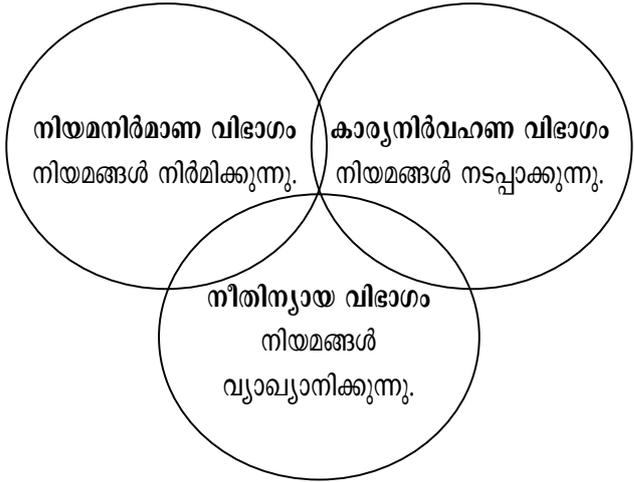 നിയമനിർമാണ വിഭാഗം
നിയമങ്ങൾ നിർമിക്കുന്നു.
കാര്യനിർവഹണ വിഭാഗം
നിയമങ്ങൾ നടപ്പാക്കുന്നു.
നീതിന്യായ വിഭാഗം
നിയമങ്ങൾ
വ്യാഖ്യാനിക്കുന്നു.